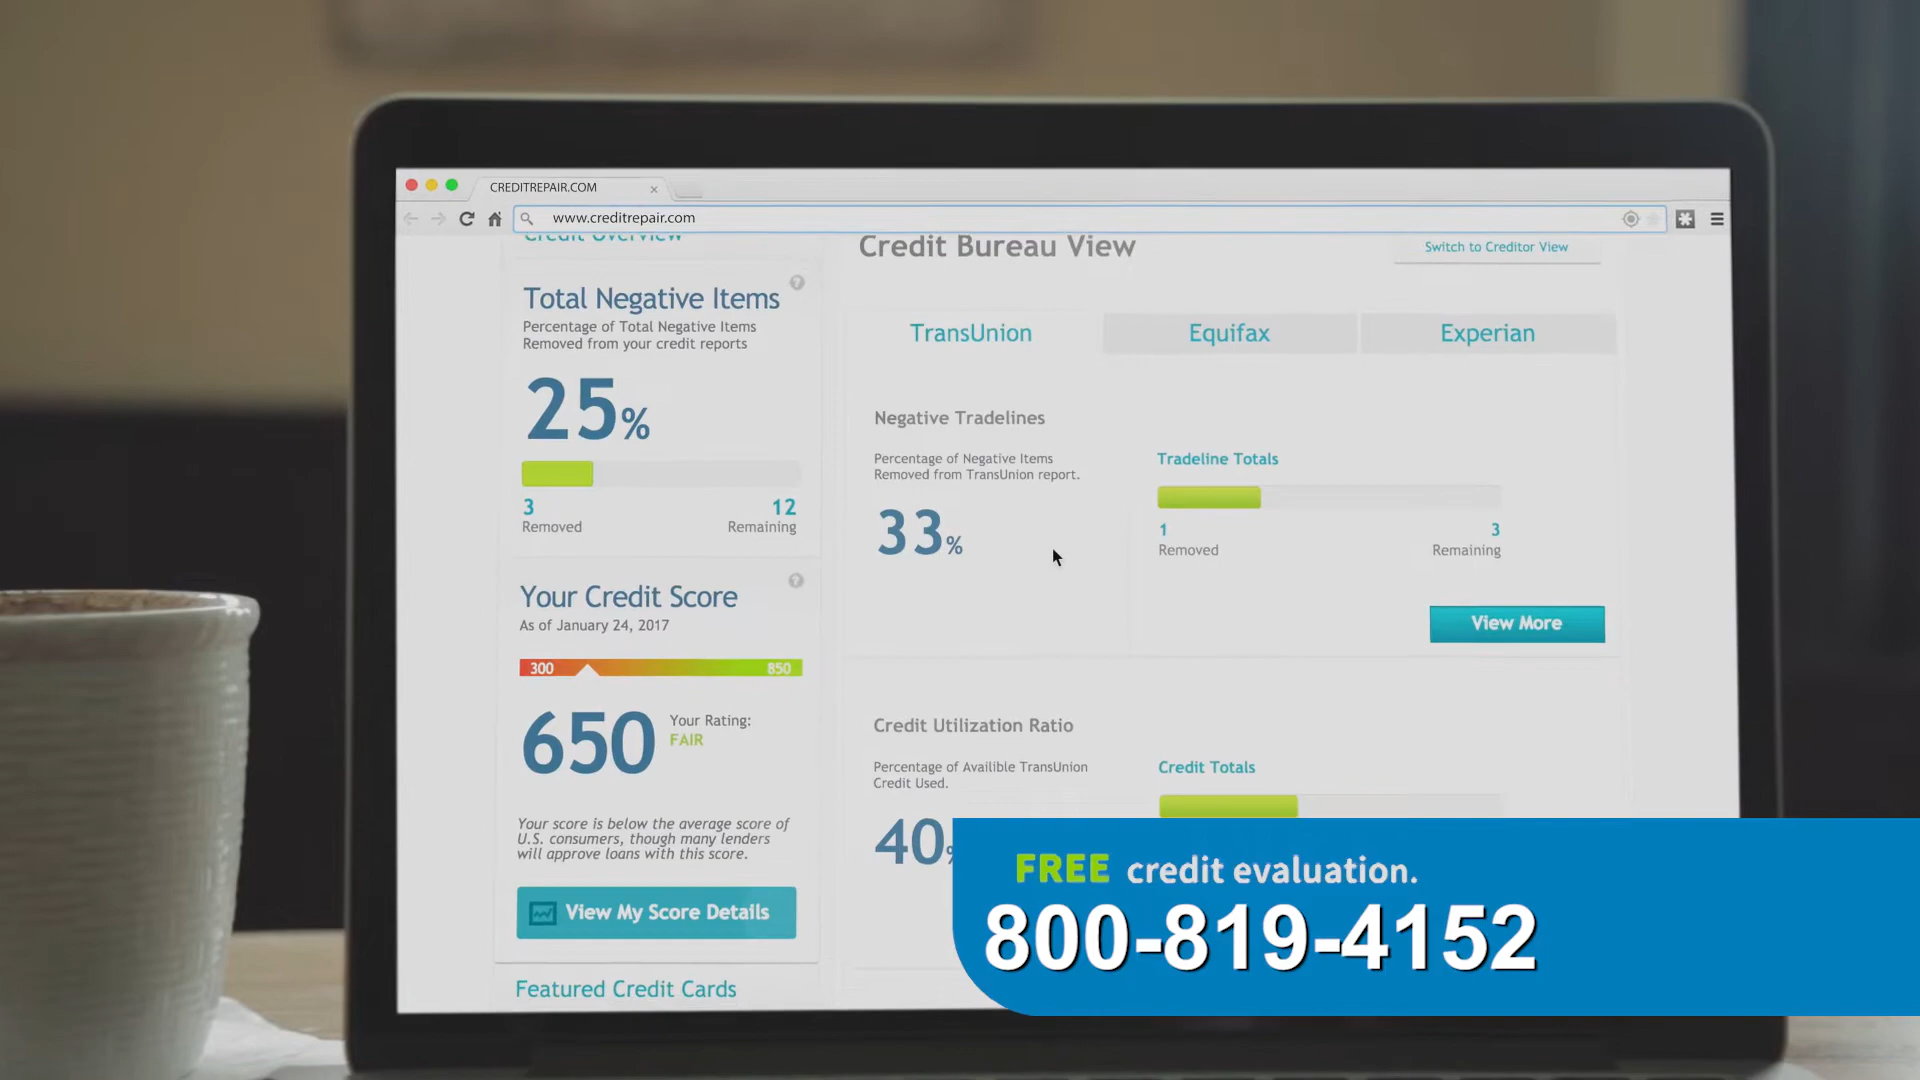 CREDITREPAIR.COM
www.creditrepair.com
Credit Overview
Total Negative Items
Percentage of Total Negative Items
Removed from your credit reports
25%
3
12
Removed
Remaining
Your Credit Score
As of January 24, 2017
300
850
650
Your Rating:
FAIR
Your score is below the average score of
U.S. consumers, though many lenders
will approve loans with this score.
View My Score Details
Featured Credit Cards
Credit Bureau View
Switch to Creditor View
TransUnion
Equifax
Experian
Negative Tradelines
Percentage of Negative Items
Removed from TransUnion report.
33%
Tradeline Totals
1
3
Removed
Remaining
View More
Credit Utilization Ratio
Percentage of Availible TransUnion
Credit Used.
40%
Credit Totals
FREE credit evaluation.
800-819-4152